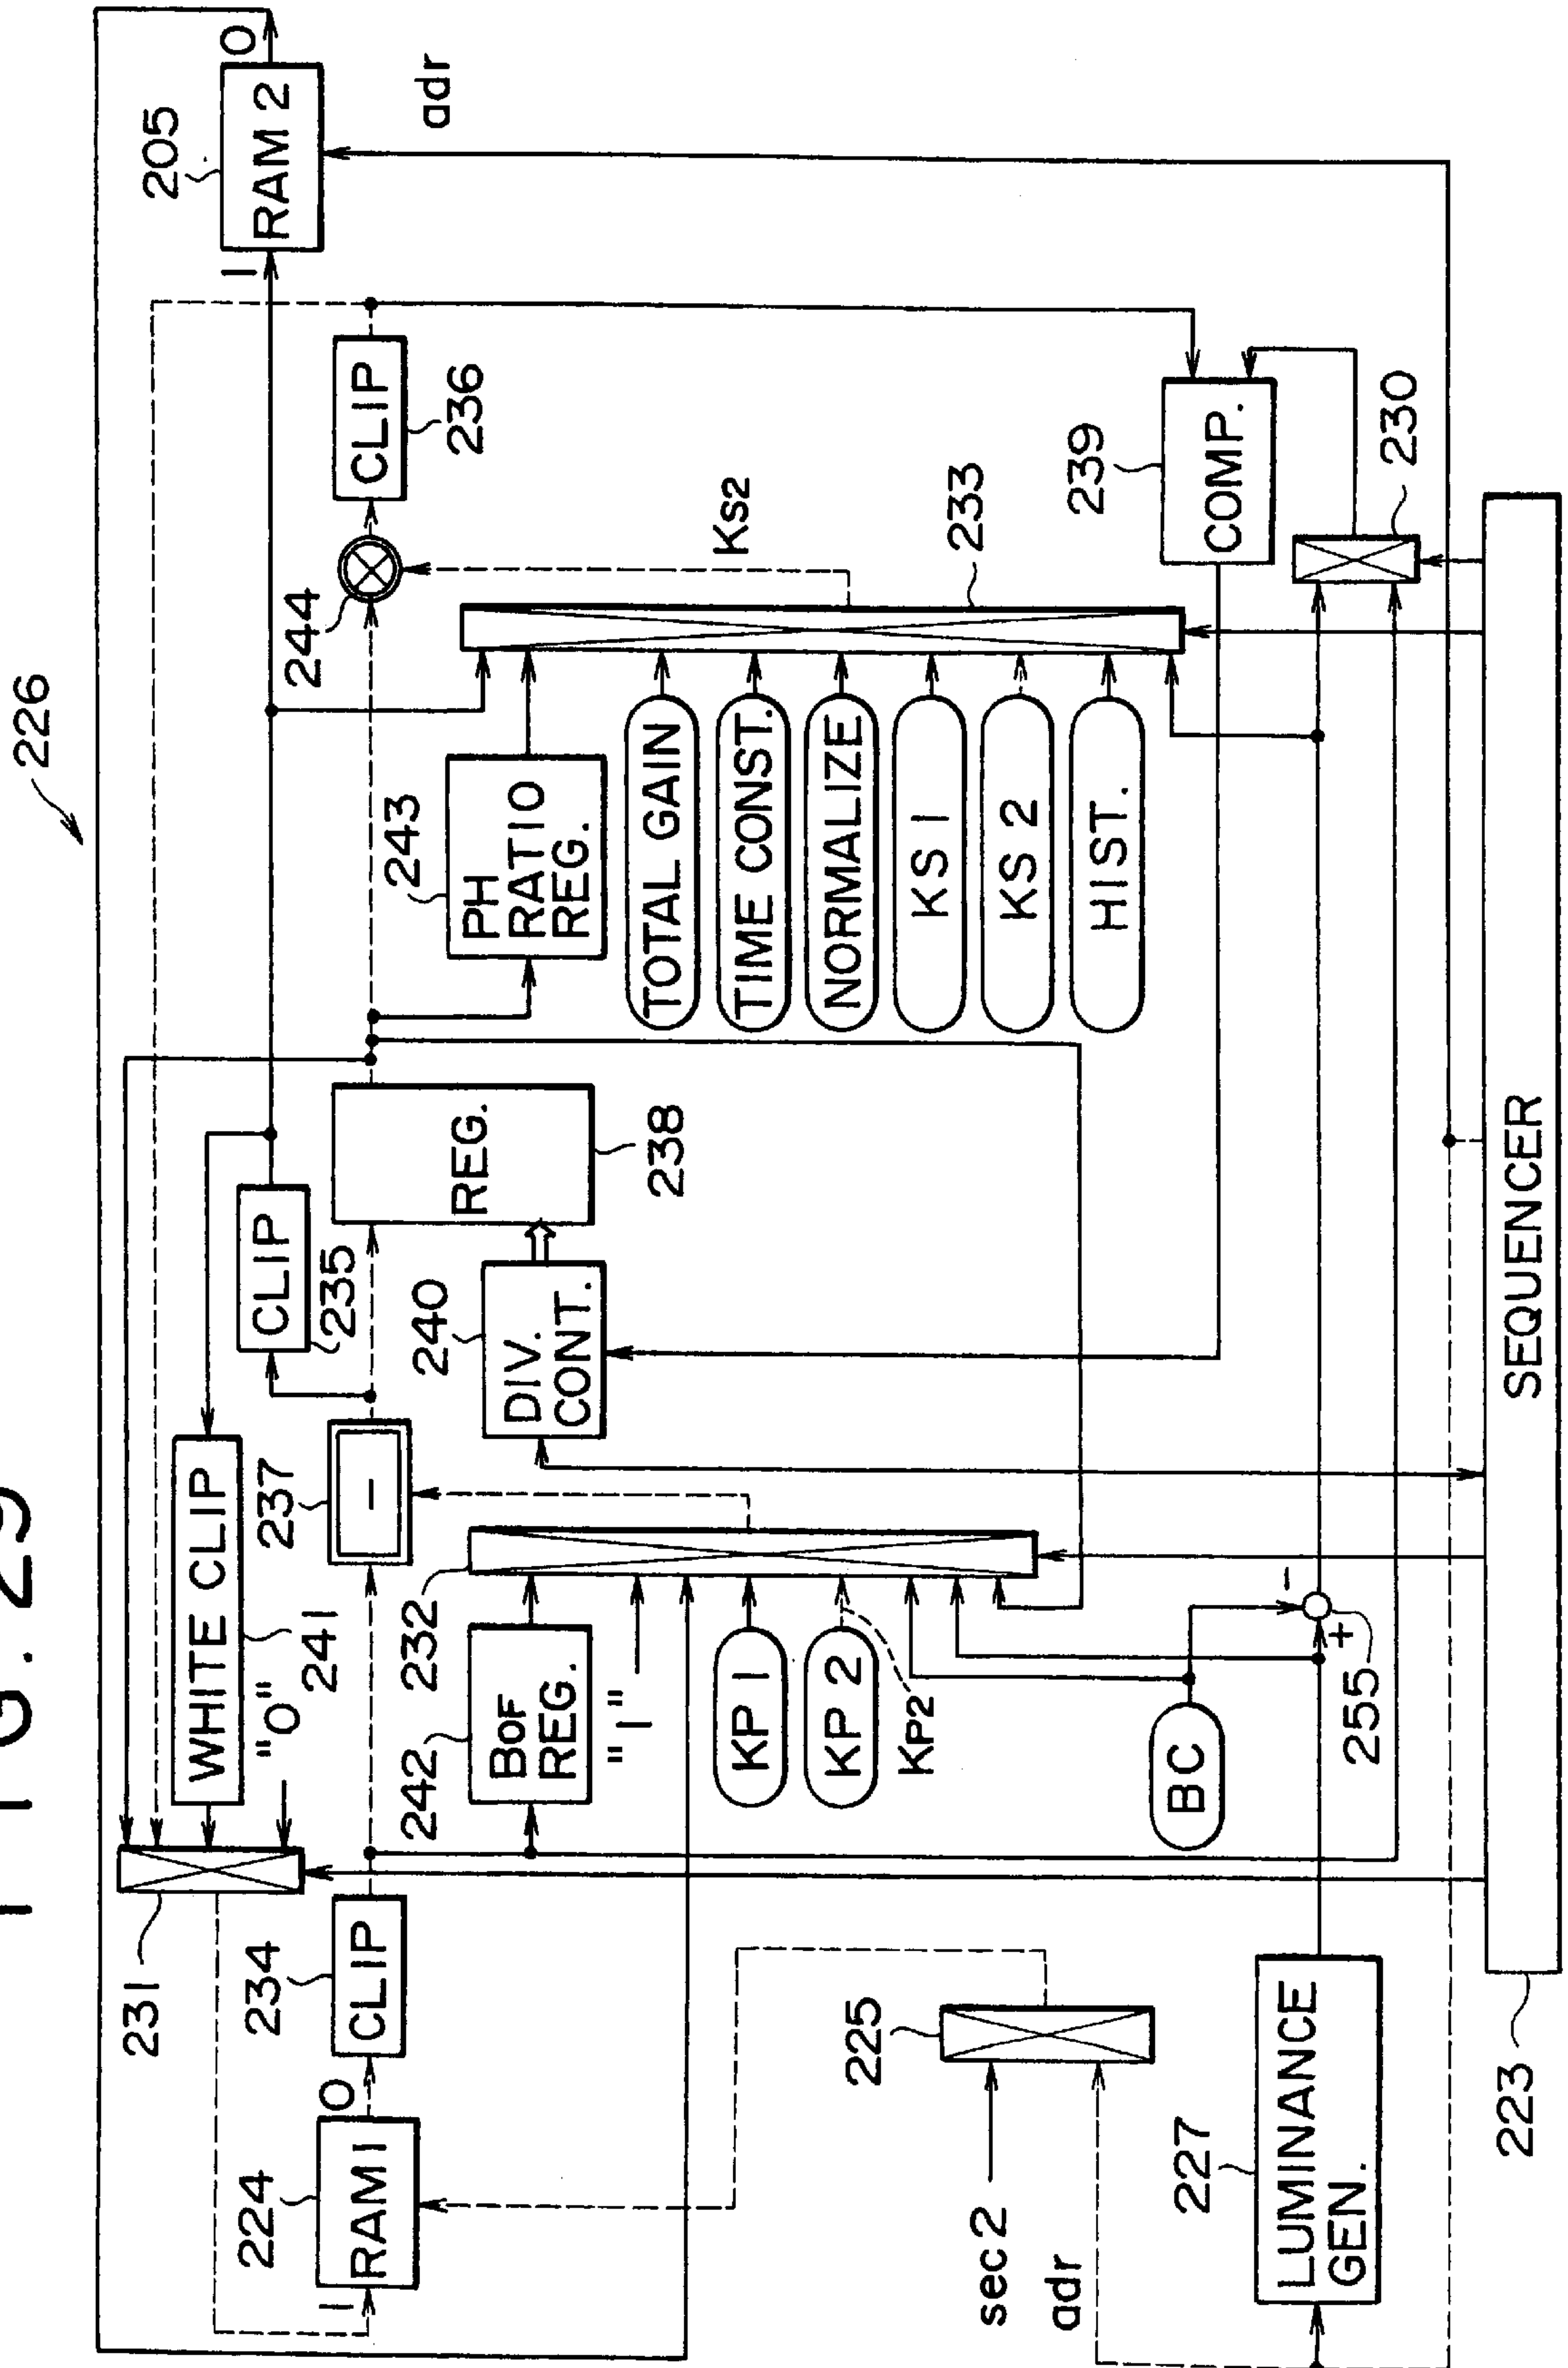 FIG. 29
226
205
RAM 2
I
O
adr
231
WHITE CLIP
241
"O"
CLIP
235
CLIP
236
244
Ks2
224
RAM 1
I
O
234
CLIP
237
−
REG.
238
243
PH
RATIO
REG.
240
DIV.
CONT.
242
BOF
REG.
"1"
232
KP 1
KP 2
KP2
TOTAL GAIN
TIME CONST.
NORMALIZE
KS 1
KS 2
HIST.
233
239
COMP.
230
BC
−
+
255
225
sec2
adr
227
LUMINANCE
GEN.
SEQUENCER
223